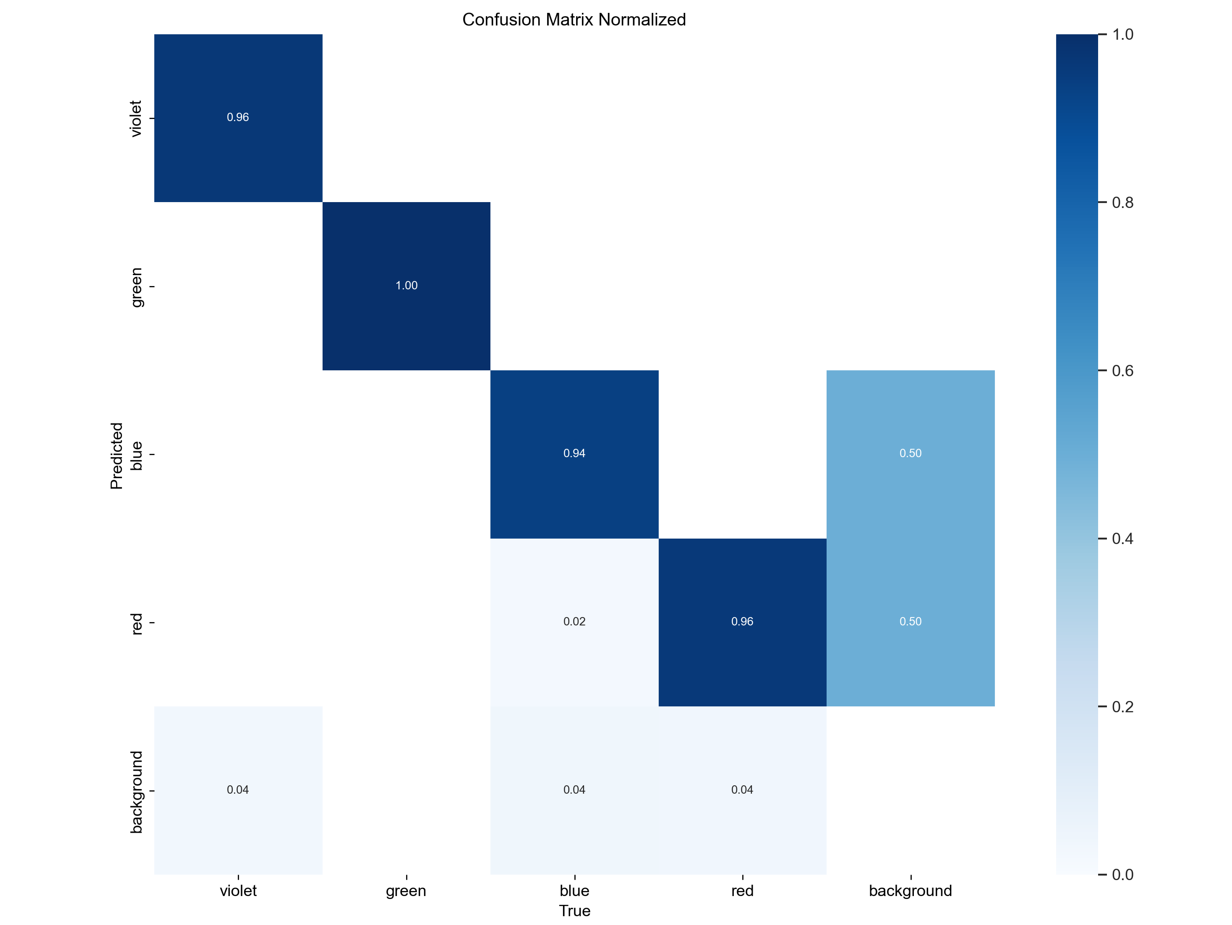 Confusion Matrix Normalized
1.0
violet
0.96
0.8
green
1.00
0.6
Predicted
blue
0.94
0.50
0.4
red
0.02
0.96
0.50
0.2
background
0.04
0.04
0.04
0.0
violet green blue red background
True